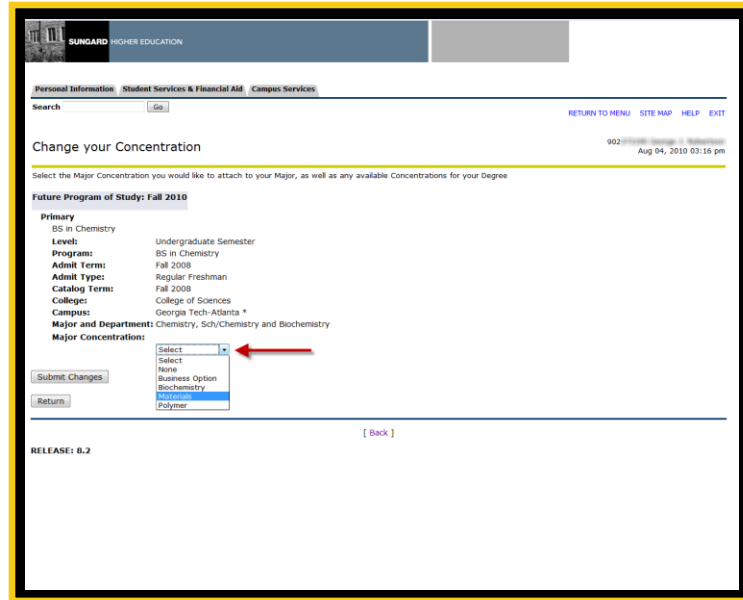 SUNGARD HIGHER EDUCATION
Personal Information Student Services & Financial Aid Campus Services
Search Go
RETURN TO MENU SITE MAP HELP EXIT
Change your Concentration
902
Aug 04, 2010 03:16 pm
Select the Major Concentration you would like to attach to your Major, as well as any available Concentrations for your Degree
Future Program of Study: Fall 2010
Primary
BS in Chemistry
Level: Undergraduate Semester
Program: BS in Chemistry
Admit Term: Fall 2008
Admit Type: Regular Freshman
Catalog Term: Fall 2008
College: College of Sciences
Campus: Georgia Tech-Atlanta *
Major and Department: Chemistry, Sch/Chemistry and Biochemistry
Major Concentration:
Select
Select
None
Business Option
Biochemistry
Materials
Polymer
Submit Changes
Return
[ Back ]
RELEASE: 8.2